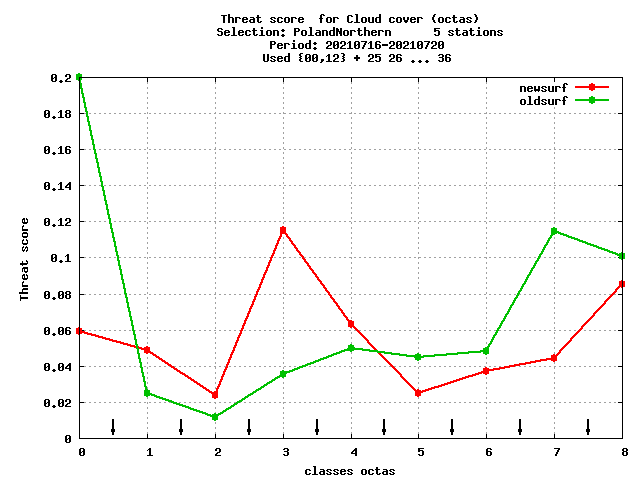 Threat score  for Cloud cover (octas)
Selection: PolandNorthern      5 stations
Period: 20210716-20210720
Used {00,12} + 25 26 ... 36
newsurf
oldsurf
0.2
0.18
0.16
0.14
0.12
0.1
0.08
0.06
0.04
0.02
0
Threat score
0 1 2 3 4 5 6 7 8
classes octas